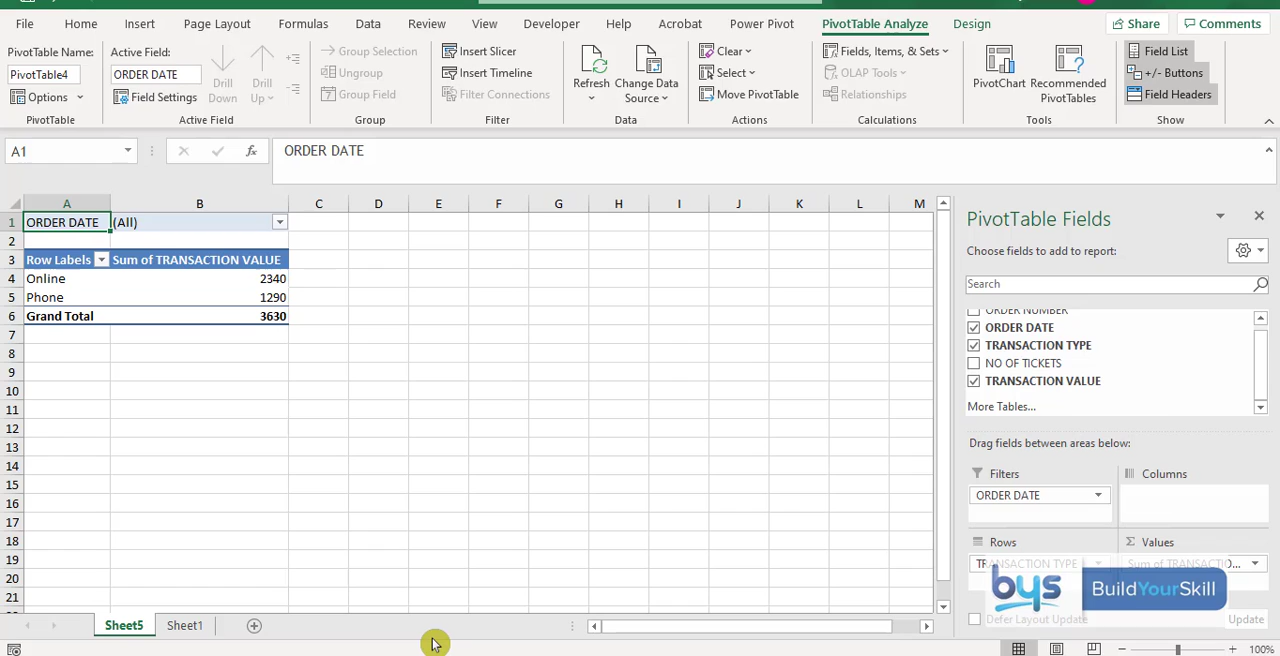 File Home Insert Page Layout Formulas Data Review View Developer Help Acrobat Power Pivot PivotTable Analyze Design Share Comments
PivotTable Name:
PivotTable4
Options
PivotTable
Active Field:
ORDER DATE
Field Settings
Drill Down
Drill Up
Active Field
Group Selection
Ungroup
Group Field
Group
Insert Slicer
Insert Timeline
Filter Connections
Filter
Refresh
Change Data Source
Data
Clear
Select
Move PivotTable
Actions
Fields, Items, & Sets
OLAP Tools
Relationships
Calculations
PivotChart
Recommended PivotTables
Tools
Field List
+/- Buttons
Field Headers
Show
A1 fx ORDER DATE
A B C D E F G H I J K L M
1 ORDER DATE (All)
2
3 Row Labels Sum of TRANSACTION VALUE
4 Online 2340
5 Phone 1290
6 Grand Total 3630
7
8
9
10
11
12
13
14
15
16
17
18
19
20
21
PivotTable Fields
Choose fields to add to report:
Search
ORDER NUMBER
ORDER DATE
TRANSACTION TYPE
NO OF TICKETS
TRANSACTION VALUE
More Tables...
Drag fields between areas below:
Filters
ORDER DATE
Columns
Rows
TRANSACTION TYPE
Σ Values
Sum of TRANSACTIO...
bys BuildYourSkill
Defer Layout Update Update
Sheet5 Sheet1
100%